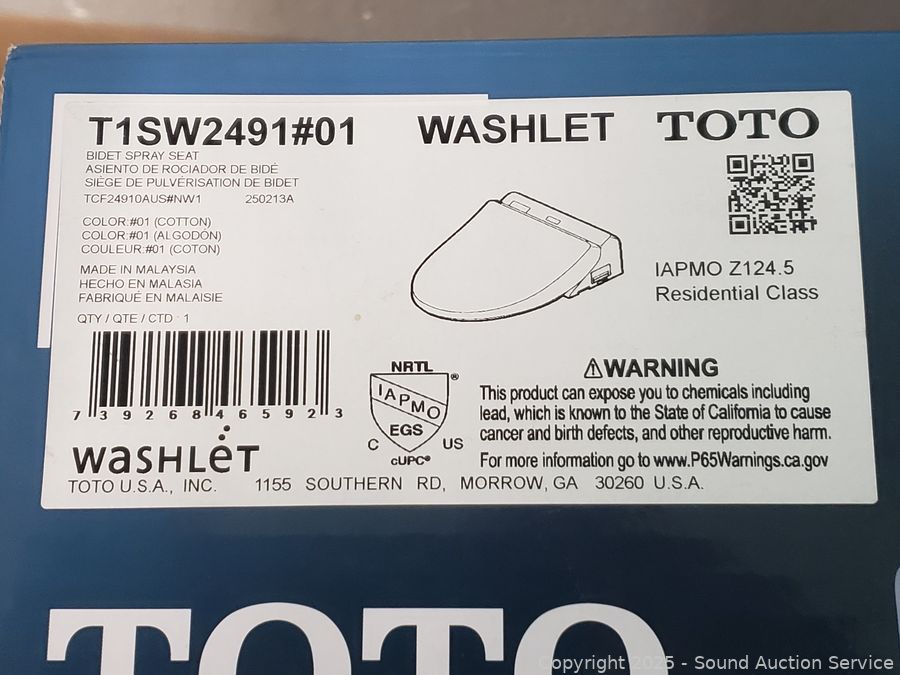 T1SW2491#01
WASHLET
TOTO
BIDET SPRAY SEAT
ASIENTO DE ROCIADOR DE BIDÉ
SIÈGE DE PULVÉRISATION DE BIDET
TCF24910AUS#NW1 250213A
COLOR:#01 (COTTON)
COLOR:#01 (ALGODÓN)
COULEUR:#01 (COTON)
MADE IN MALAYSIA
HECHO EN MALASIA
FABRIQUÉ EN MALAISIE
QTY / QTE / CTD : 1
7 39268 46592 3
IAPMO Z124.5
Residential Class
NRTL
®
IAPMO
EGS
C US
cUPC®
⚠WARNING
This product can expose you to chemicals including
lead, which is known to the State of California to cause
cancer and birth defects, and other reproductive harm.
For more information go to www.P65Warnings.ca.gov
WASHLET
TOTO U.S.A., INC. 1155 SOUTHERN RD, MORROW, GA 30260 U.S.A.
TOTO
Copyright 2025 - Sound Auction Service